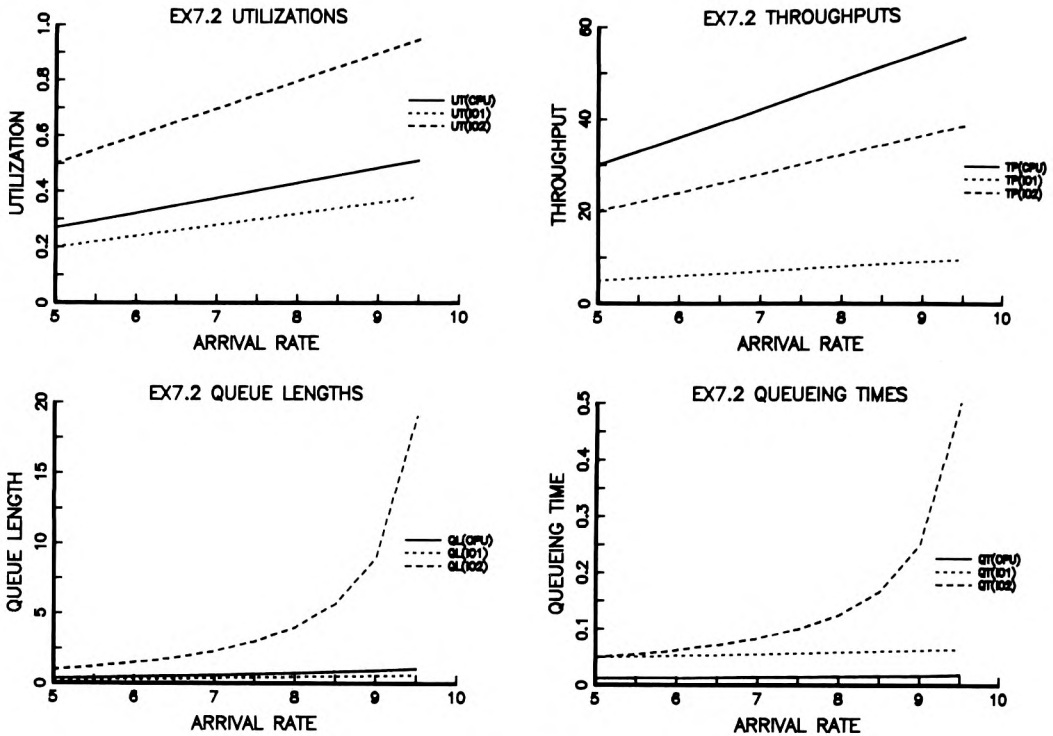 EX7.2 UTILIZATIONS
1.0
0.8
0.6
0.4
0.2
0
UTILIZATION
UT(CPU)
UT(IO1)
UT(IO2)
5 6 7 8 9 10
ARRIVAL RATE
EX7.2 THROUGHPUTS
60
40
20
0
THROUGHPUT
TP(CPU)
TP(IO1)
TP(IO2)
5 6 7 8 9 10
ARRIVAL RATE
EX7.2 QUEUE LENGTHS
20
15
10
5
0
QUEUE LENGTH
QL(CPU)
QL(IO1)
QL(IO2)
5 6 7 8 9 10
ARRIVAL RATE
EX7.2 QUEUEING TIMES
0.5
0.4
0.3
0.2
0.1
0
QUEUEING TIME
QT(CPU)
QT(IO1)
QT(IO2)
5 6 7 8 9 10
ARRIVAL RATE